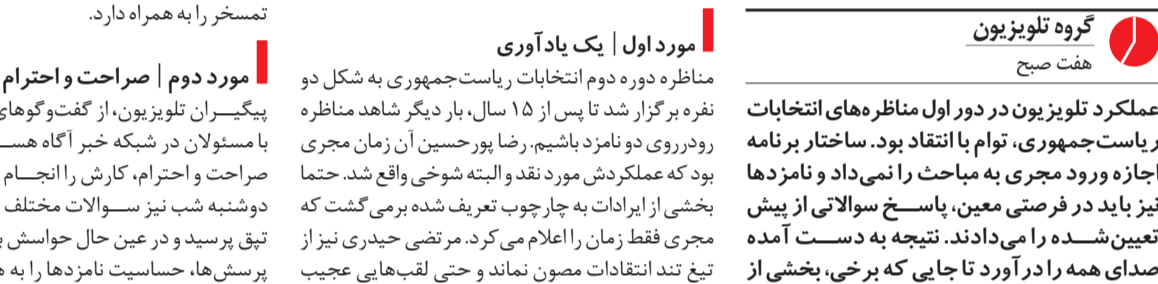 گروه تلویزیون
هفت صبح
عملکرد تلویزیون در دور اول مناظره‌های انتخابات
ریاست‌جمهوری، توام با انتقاد بود. ساختار برنامه
اجازه ورود مجری به مباحث را نمی‌داد و نامزدها
نیز باید در فرصتی معین، پاسخ سوالاتی از پیش
تعیین‌شده را می‌دادند. نتیجه به دست آمده
صدای همه را درآورد تا جایی که برخی، بخشی از
مورد اول | یک یادآوری
مناظره دوره دوم انتخابات ریاست‌جمهوری به شکل دو
نفره برگزار شد تا پس از ۱۵ سال، بار دیگر شاهد مناظره
رودرروی دو نامزد باشیم. رضا پورحسین آن زمان مجری
بود که عملکردش مورد نقد و البته شوخی واقع شد. حتما
بخشی از ایرادات به چارچوب تعریف شده برمی‌گشت که
مجری فقط زمان را اعلام می‌کرد. مرتضی حیدری نیز از
تیغ تند انتقادات مصون نماند و حتی لقب‌هایی عجیب
تمسخر را به همراه دارد.
مورد دوم | صراحت و احترام
پیگیران تلویزیون، از گفت‌وگوهای
با مسئولان در شبکه خبر آگاه هســ
صراحت و احترام، کارش را انجام
دوشنبه شب نیز سوالات مختلف
تپق پرسید و در عین حال حواسش
پرسش‌ها، حساسیت نامزدها را به